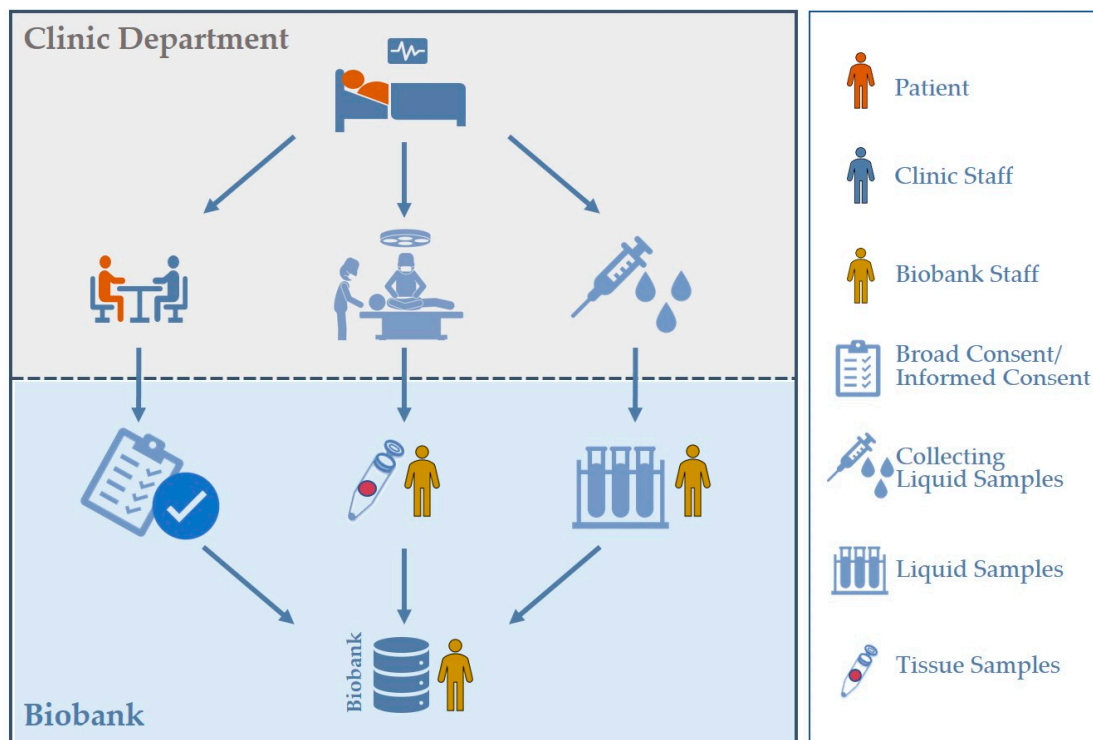 Clinic Department
Biobank
Biobank
Patient
Clinic Staff
Biobank Staff
Broad Consent/
Informed Consent
Collecting
Liquid Samples
Liquid Samples
Tissue Samples